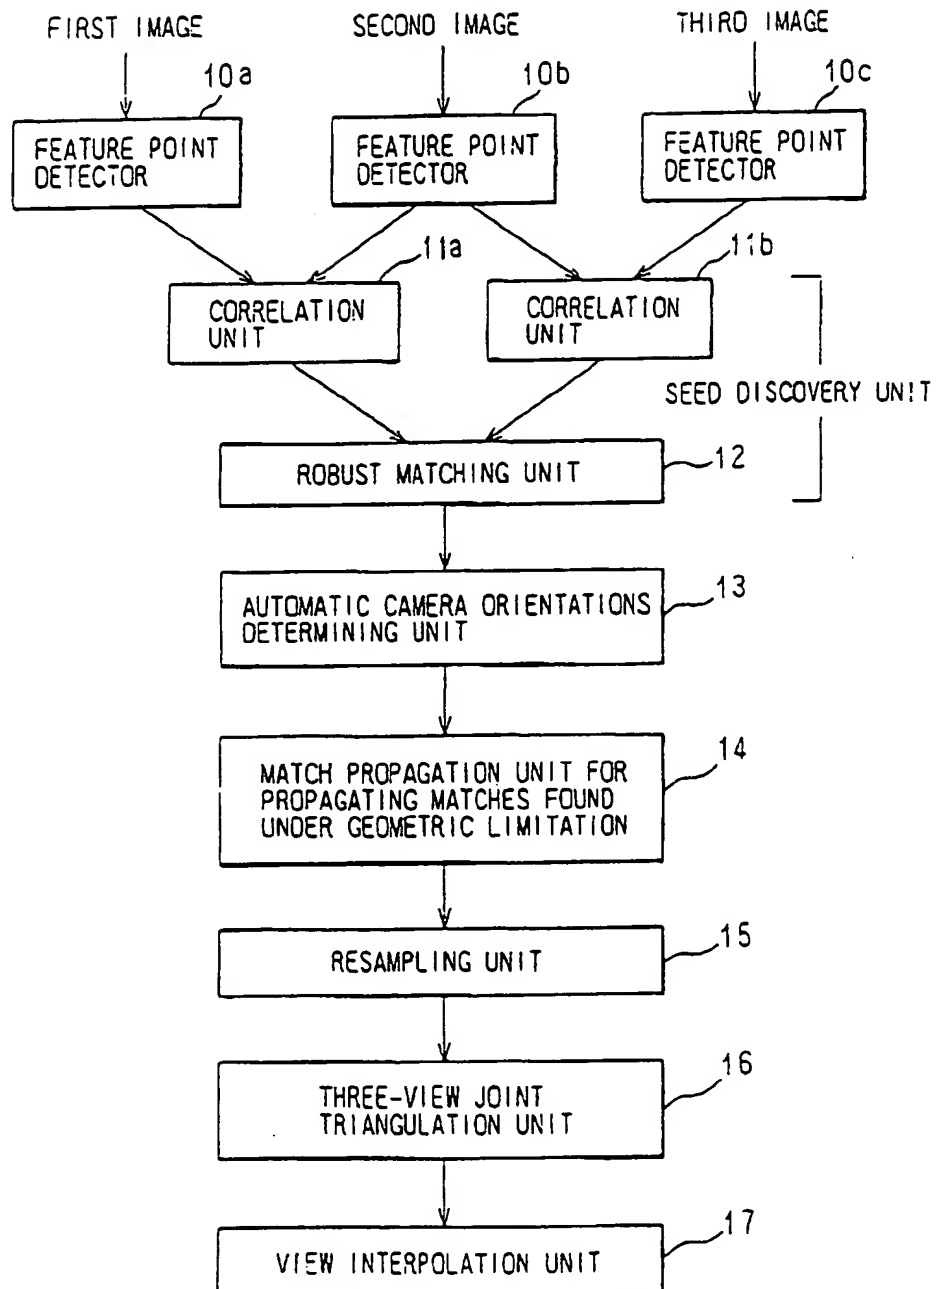 FIRST IMAGE
SECOND IMAGE
THIRD IMAGE
10a
10b
10c
FEATURE POINT
DETECTOR
FEATURE POINT
DETECTOR
FEATURE POINT
DETECTOR
11a
11b
CORRELATION
UNIT
CORRELATION
UNIT
SEED DISCOVERY UNIT
ROBUST MATCHING UNIT
12
AUTOMATIC CAMERA ORIENTATIONS
DETERMINING UNIT
13
MATCH PROPAGATION UNIT FOR
PROPAGATING MATCHES FOUND
UNDER GEOMETRIC LIMITATION
14
RESAMPLING UNIT
15
THREE-VIEW JOINT
TRIANGULATION UNIT
16
VIEW INTERPOLATION UNIT
17